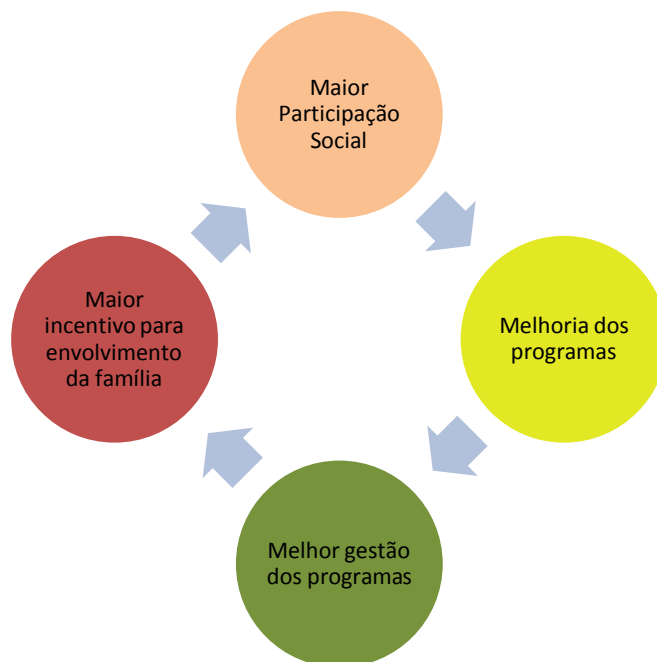 Maior
Participação
Social
Melhoria dos
programas
Melhor gestão
dos programas
Maior
incentivo para
envolvimento
da família